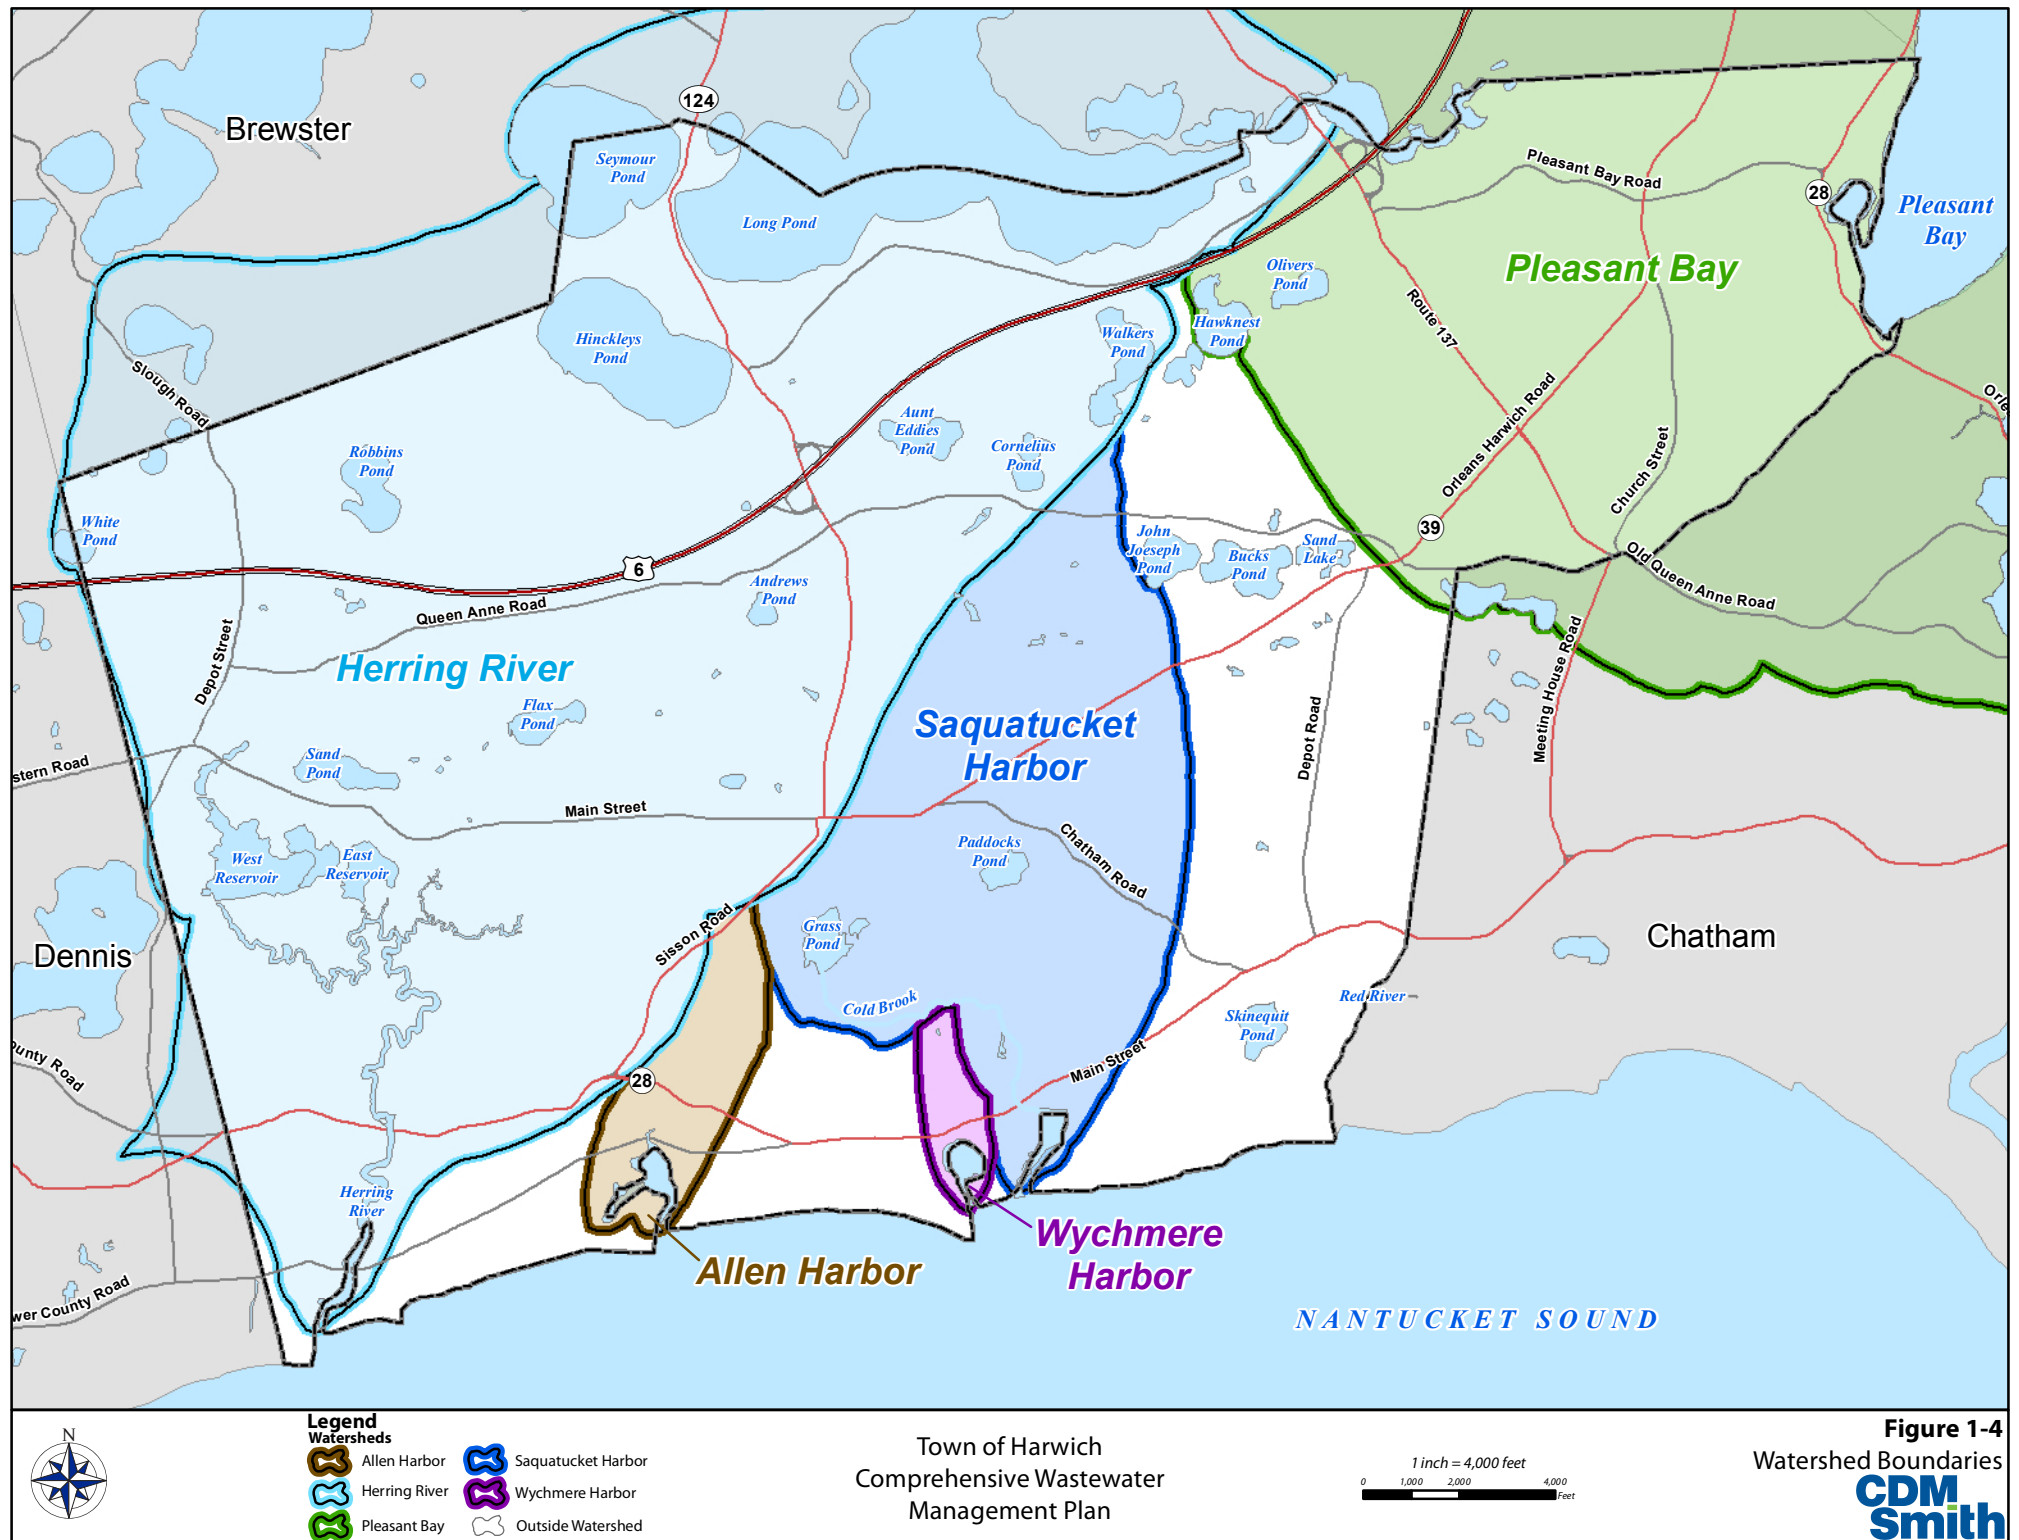 Brewster
124
Seymour
Pond
Long Pond
Pleasant Bay Road
28
Pleasant
Bay
Pleasant Bay
Olivers
Pond
Hawknest
Pond
Walkers
Pond
Route 137
Hinckleys
Pond
Slough Road
Orleans Harwich Road
Church Street
Aunt
Eddies
Pond
Cornelius
Pond
Robbins
Pond
White
Pond
39
John
Joeseph
Pond
Bucks
Pond
Sand
Lake
Old Queen Anne Road
6
Andrews
Pond
Queen Anne Road
Depot Street
Herring River
Flax
Pond
Saquatucket
Harbor
Meeting House Road
Depot Road
stern Road
Sand
Pond
Main Street
Paddocks
Pond
Chatham Road
West
Reservoir
East
Reservoir
Grass
Pond
Sisson Road
Dennis
Chatham
Cold Brook
Red River
Skinequit
Pond
Main Street
28
ounty Road
Herring
River
Wychmere
Harbor
Allen Harbor
wer County Road
NANTUCKET SOUND
N
Legend
Watersheds
Allen Harbor
Herring River
Pleasant Bay
Saquatucket Harbor
Wychmere Harbor
Outside Watershed
Town of Harwich
Comprehensive Wastewater
Management Plan
1 inch = 4,000 feet
0 1,000 2,000 4,000
Feet
Figure 1-4
Watershed Boundaries
CDM
Smith
Orle